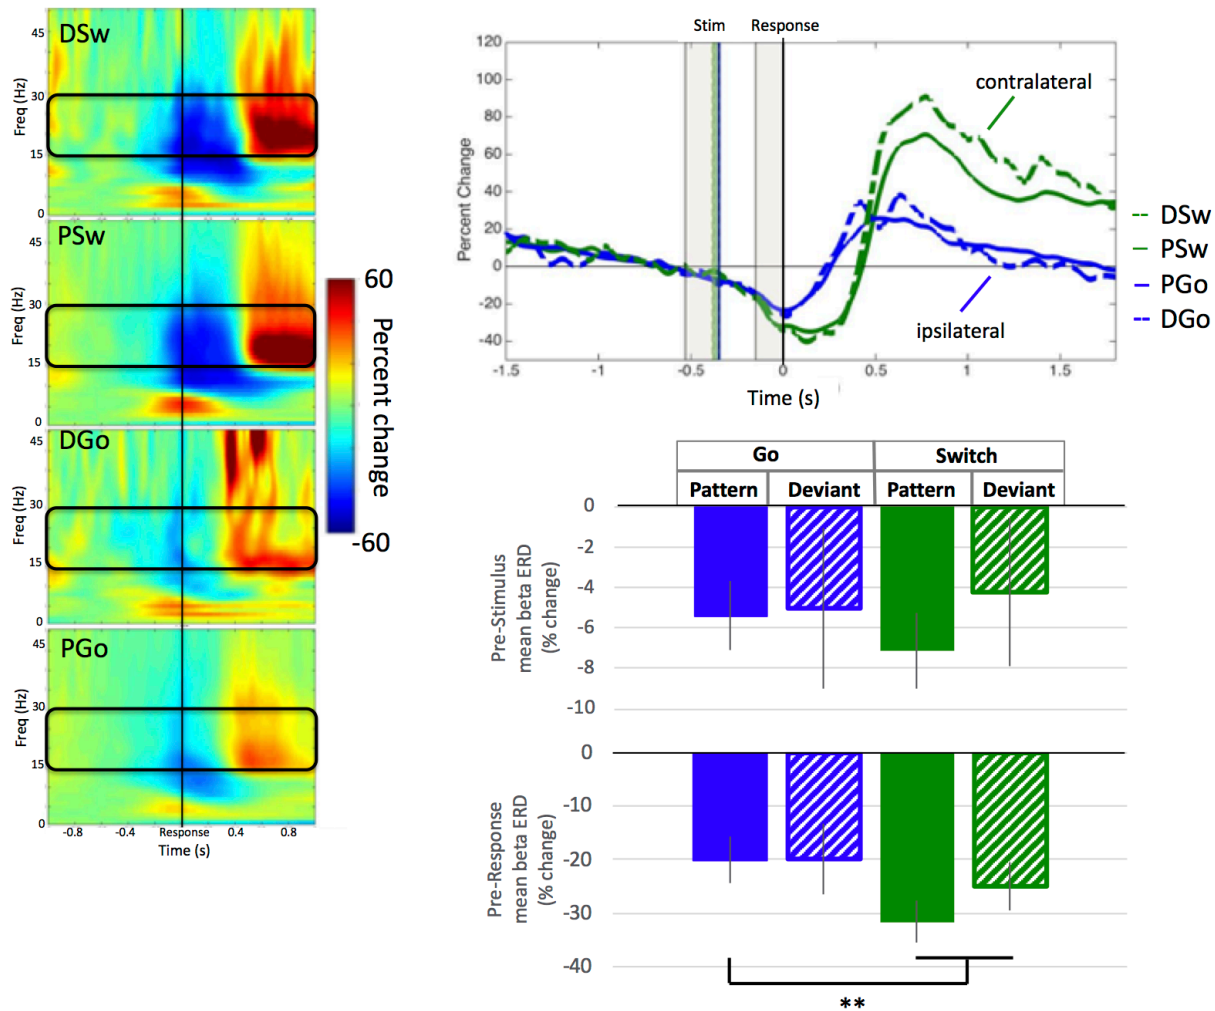 DSw
45
30
15
0
Freq (Hz)
PSw
45
30
15
0
Freq (Hz)
DGo
45
30
15
0
Freq (Hz)
PGo
45
30
15
0
Freq (Hz)
-0.8 -0.4 Response 0.4 0.8
Time (s)
60
Percent change
-60
Stim Response
120
100
80
60
40
20
0
-20
-40
Percent Change
contralateral
ipsilateral
-1.5 -1 -0.5 0 0.5 1 1.5
Time (s)
DSw
PSw
PGo
DGo
Go Switch
Pattern Deviant Pattern Deviant
0
-2
-4
-6
-8
-10
Pre-Stimulus
mean beta ERD
(% change)
0
-10
-20
-30
-40
Pre-Response
mean beta ERD
(% change)
**